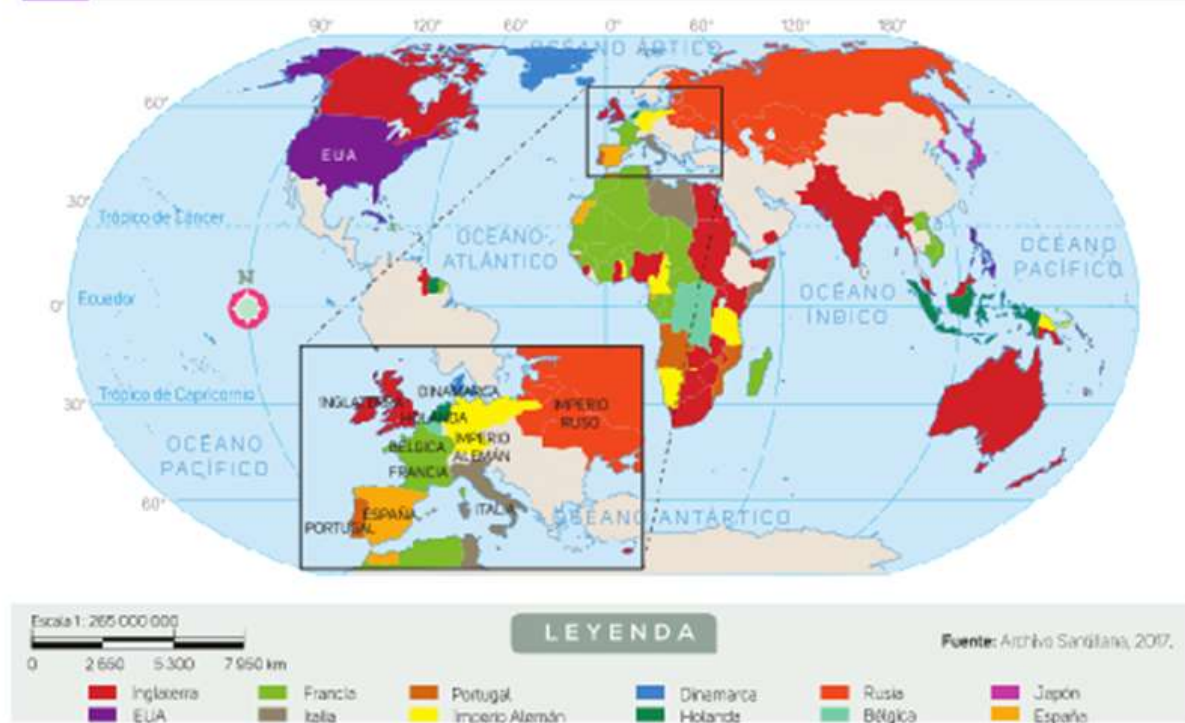 90° 120° 60° 0° 60° 120° 180°
OCÉANO ÁRTICO
60°
EUA
30°
Trópico de Cáncer
OCÉANO
ATLÁNTICO
OCÉANO
PACÍFICO
N
0°
Ecuador
OCÉANO
ÍNDICO
Trópico de Capricornio
30°
OCÉANO
PACÍFICO
60°
INGLATERRA
DINAMARCA
HOLANDA
IMPERIO
RUSO
BÉLGICA
IMPERIO
ALEMÁN
FRANCIA
ESPAÑA
ITALIA
PORTUGAL
OCÉANO ANTÁRTICO
Escala 1: 265 000 000
0 2 650 5 300 7 950 km
LEYENDA
Fuente: Archivo Santillana, 2017.
Inglaterra Francia Portugal Dinamarca Rusia Japón
EUA Italia Imperio Alemán Holanda Bélgica España